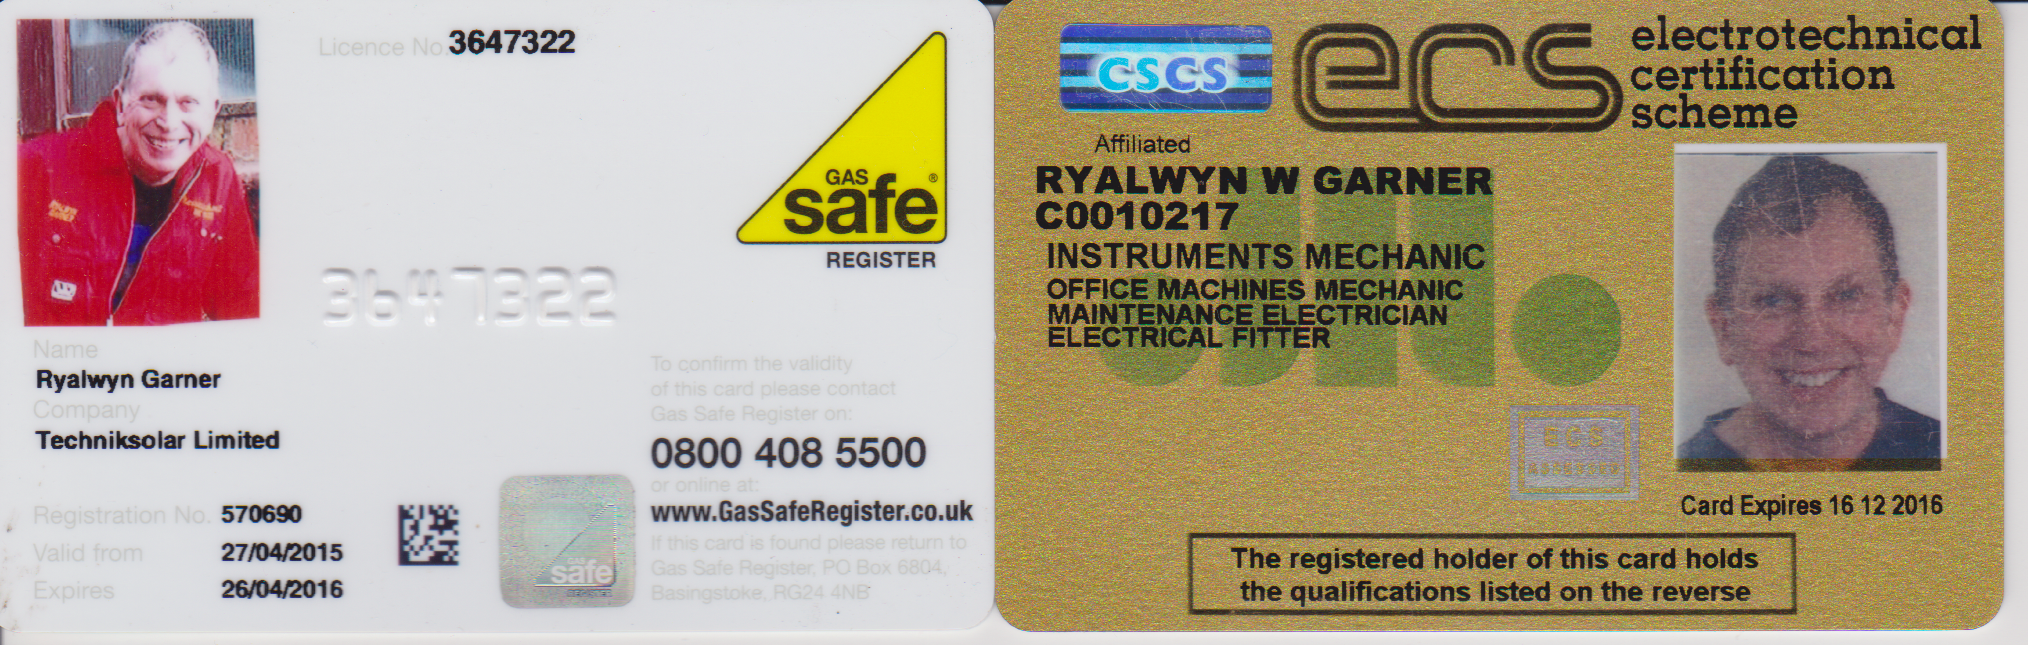 Licence No. 3647322
GAS
safe®
REGISTER
3647322
Name
Ryalwyn Garner
Company
Techniksolar Limited
Registration No. 570690
Valid from 27/04/2015
Expires 26/04/2016
safe
REGISTER
To confirm the validity
of this card please contact
Gas Safe Register on:
0800 408 5500
or online at:
www.GasSafeRegister.co.uk
If this card is found please return to
Gas Safe Register, PO Box 6804,
Basingstoke, RG24 4NB
CSCS
ecs
electrotechnical
certification
scheme
Affiliated
RYALWYN W GARNER
C0010217
INSTRUMENTS MECHANIC
OFFICE MACHINES MECHANIC
MAINTENANCE ELECTRICIAN
ELECTRICAL FITTER
ECS
Card Expires 16 12 2016
The registered holder of this card holds
the qualifications listed on the reverse